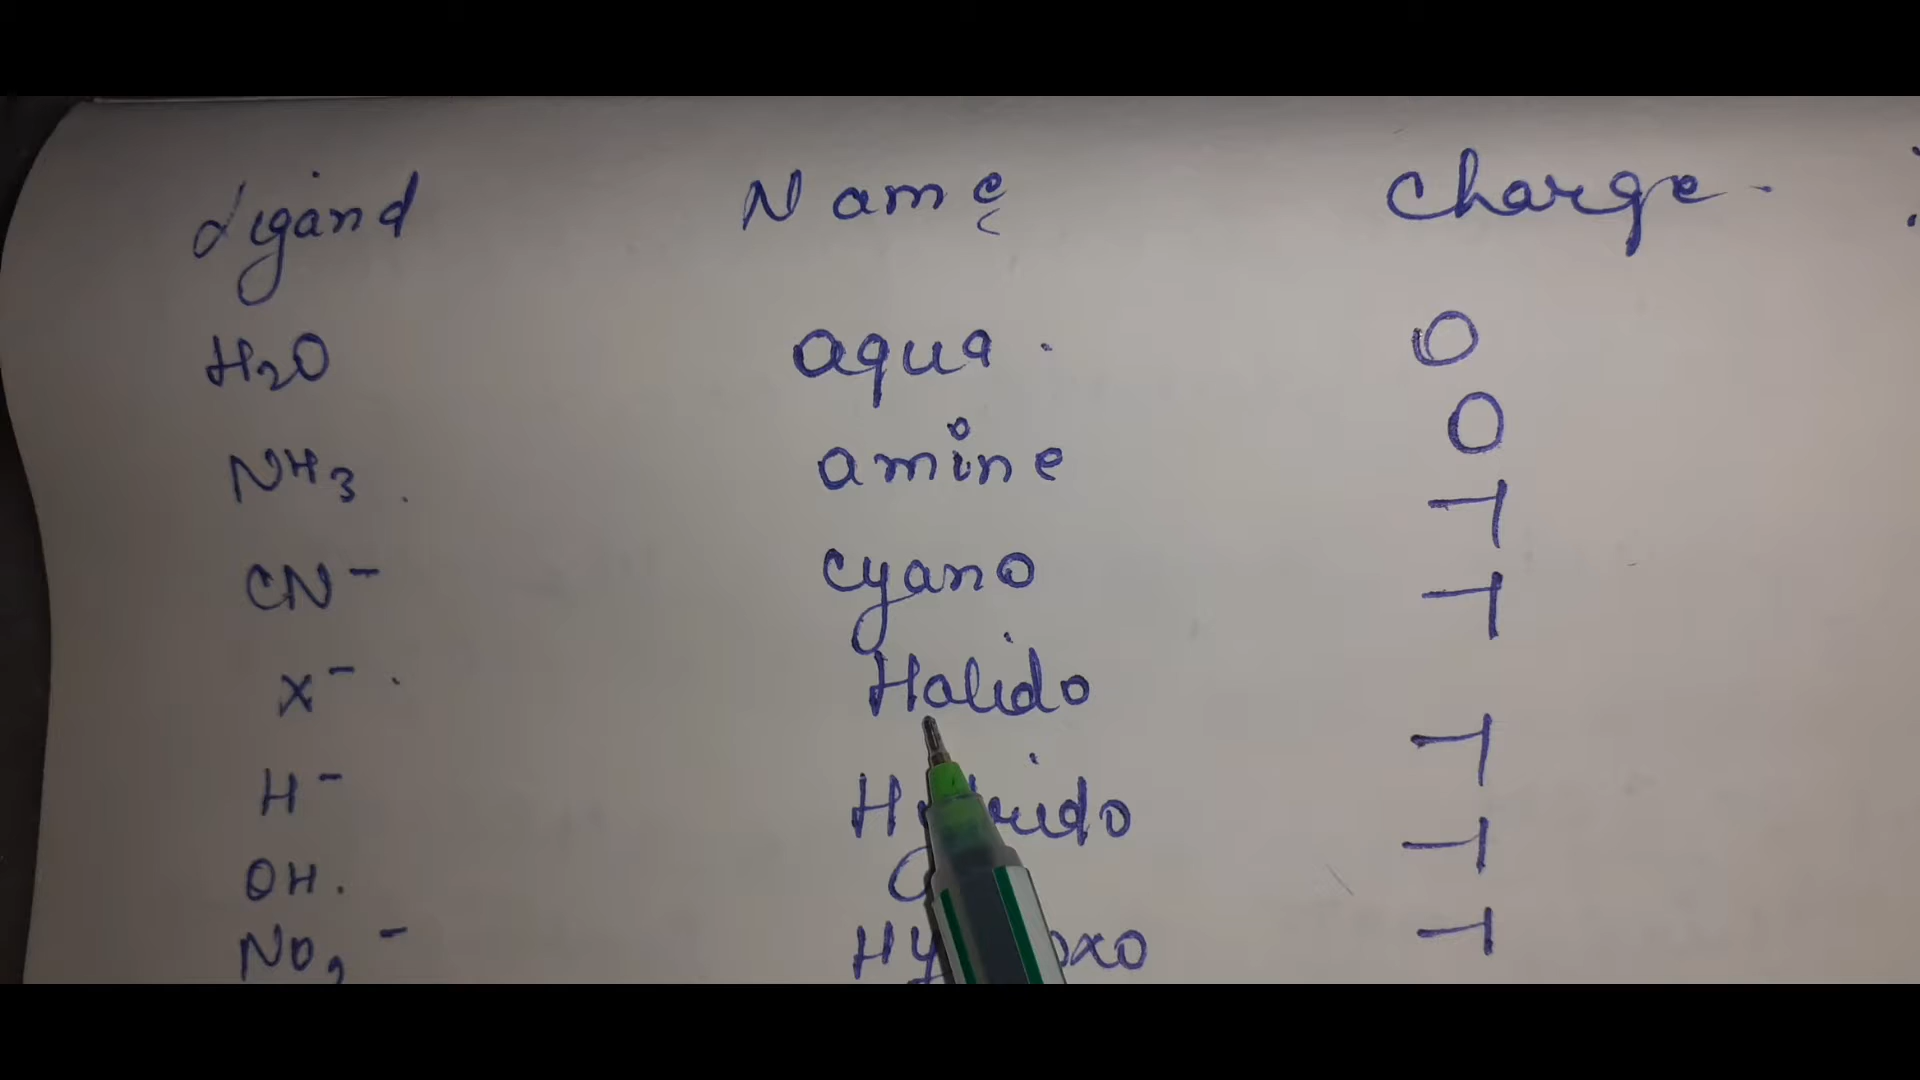 Ligand Name Charge
H2O aqua 0
NH3 amine 0
CN- cyano -1
X- Halido -1
H- -1
OH -1
NO2- -1